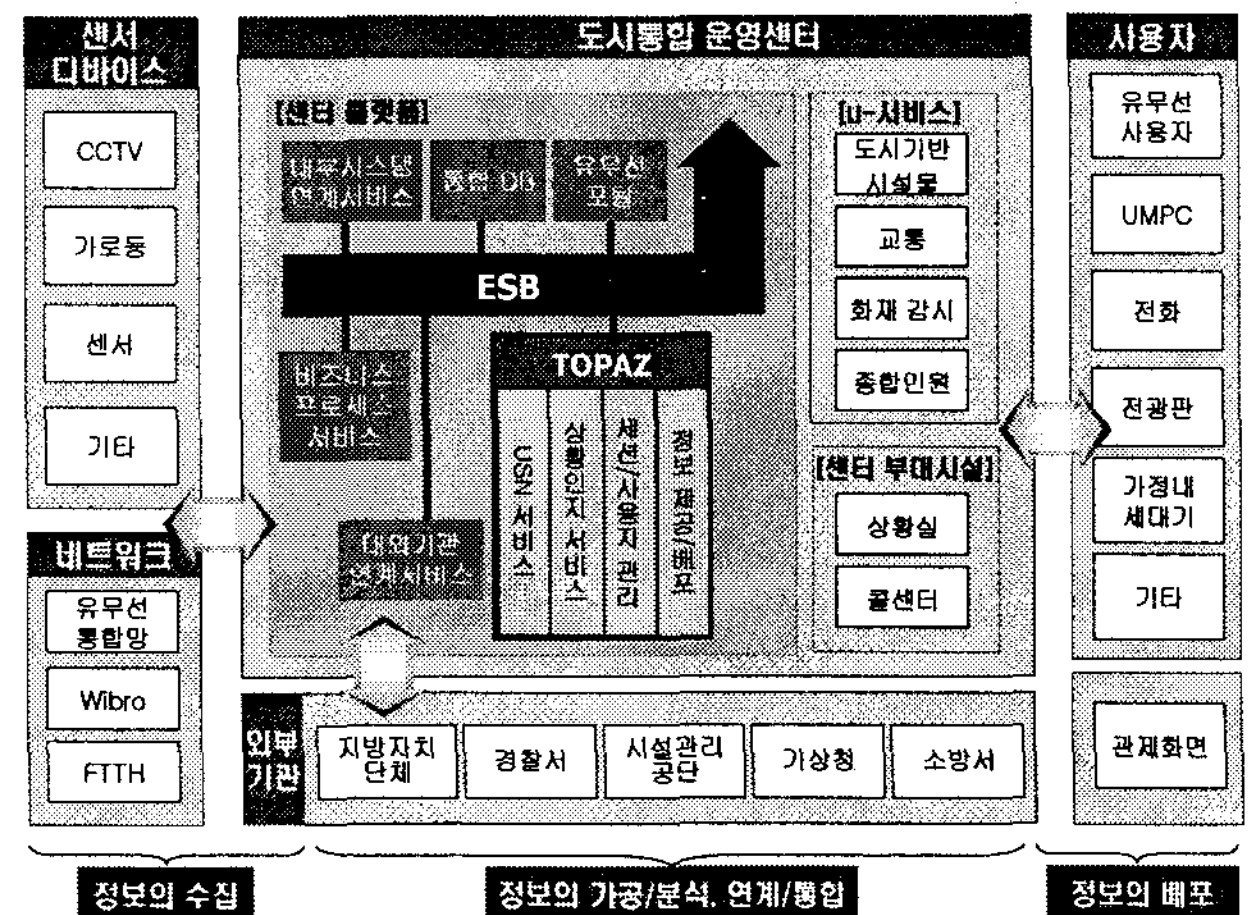 센서
디바이스
CCTV
가로등
센서
기타
네트워크
유무선
통합망
Wibro
FTTH
정보의 수집
도시통합 운영센터
[센터 플랫폼]
내부시스템
연계서비스
통합 DB
유무선
포털
ESB
비즈니스
프로세스
서비스
대외기관
연계서비스
TOPAZ
USN 서비스
상황인지 서비스
세션/사용자 관리
정보 제공/배포
[u-서비스]
도시기반
시설물
교통
화재 감시
종합민원
[센터 부대시설]
상황실
콜센터
외부
기관
지방자치
단체
경찰서
시설관리
공단
기상청
소방서
정보의 가공/분석, 연계/통합
사용자
유무선
사용자
UMPC
전화
전광판
가정내
세대기
기타
관제화면
정보의 배포